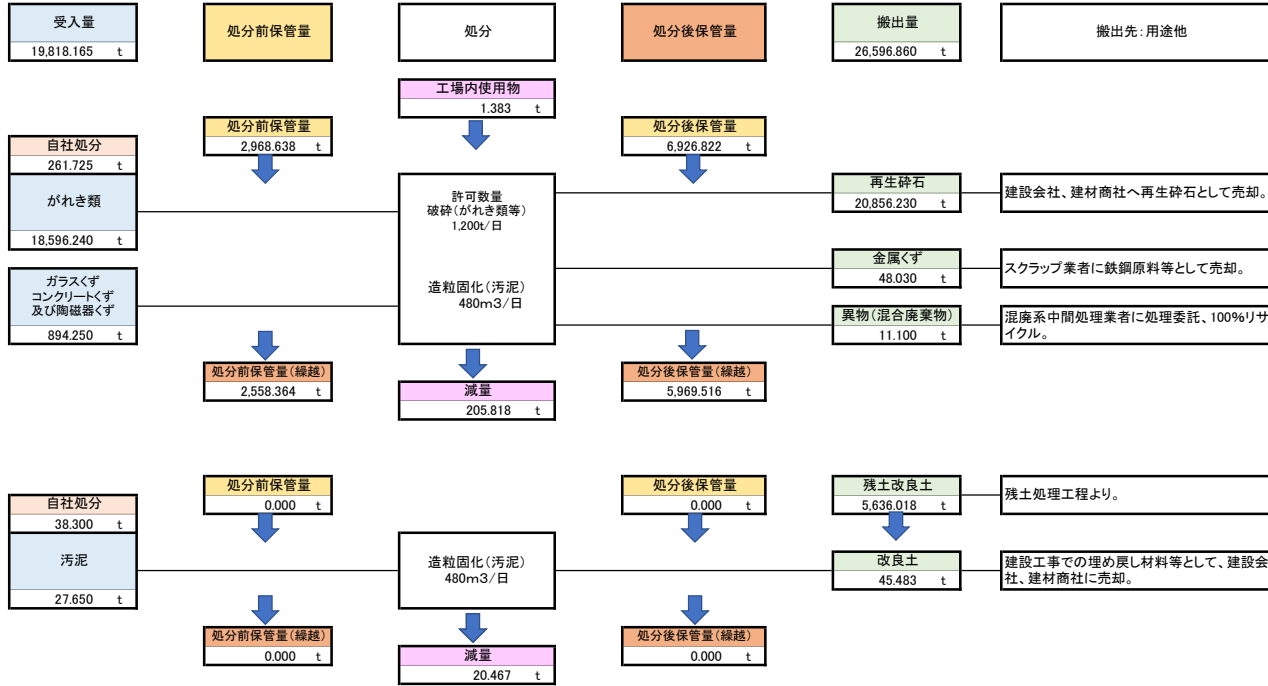 受入量
19,818.165 t
処分前保管量
処分
処分後保管量
搬出量
26,596.860 t
搬出先：用途他
工場内使用物
1.383 t
処分前保管量
2,968.638 t
処分後保管量
6,926.822 t
自社処分
261.725 t
がれき類
18,596.240 t
許可数量
破砕（がれき類等）
1,200t/日
造粒固化（汚泥）
480m3/日
再生砕石
20,856.230 t
建設会社、建材商社へ再生砕石として売却。
金属くず
48.030 t
スクラップ業者に鉄鋼原料等として売却。
ガラスくず
コンクリートくず
及び陶磁器くず
894.250 t
異物（混合廃棄物）
11.100 t
混廃系中間処理業者に処理委託、100%リサ
イクル。
処分前保管量（繰越）
2,558.364 t
減量
205.818 t
処分後保管量（繰越）
5,969.516 t
処分前保管量
0.000 t
処分後保管量
0.000 t
残土改良土
5,636.018 t
残土処理工程より。
自社処分
38.300 t
汚泥
27.650 t
造粒固化（汚泥）
480m3/日
改良土
45.483 t
建設工事での埋め戻し材料等として、建設会
社、建材商社に売却。
処分前保管量（繰越）
0.000 t
減量
20.467 t
処分後保管量（繰越）
0.000 t